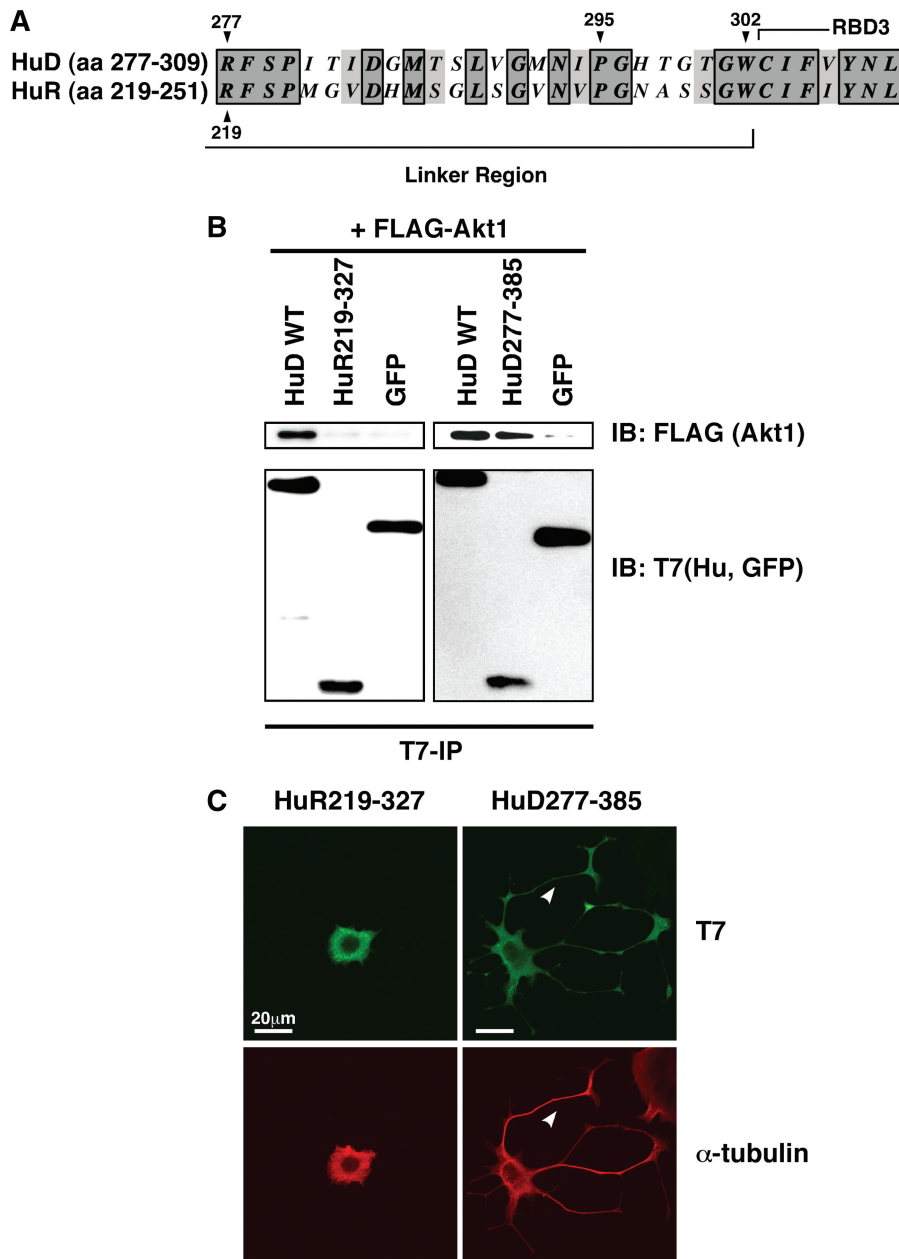 A
277
295
302
RBD3
HuD (aa 277-309) R F S P I T I D G M T S L V G M N I P G H T G T G W C I F V Y N L
HuR (aa 219-251) R F S P M G V D H M S G L S G V N V P G N A S S G W C I F I Y N L
219
Linker Region
B
+ FLAG-Akt1
HuD WT
HuR219-327
GFP
HuD WT
HuD277-385
GFP
IB: FLAG (Akt1)
IB: T7(Hu, GFP)
T7-IP
C
HuR219-327
HuD277-385
T7
20μm
α-tubulin